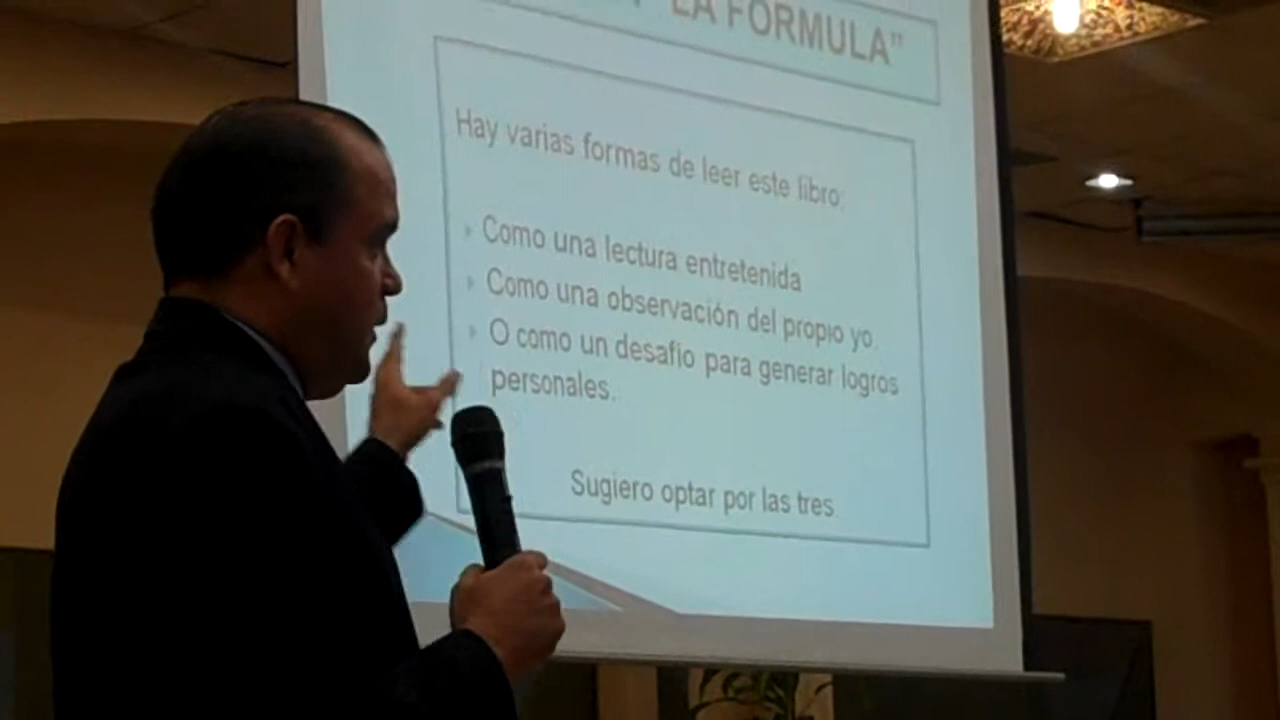 LA FORMULA”
Hay varias formas de leer este libro:
Como una lectura entretenida
Como una observación del propio yo.
O como un desafio para generar logros
personales.
Sugiero optar por las tres